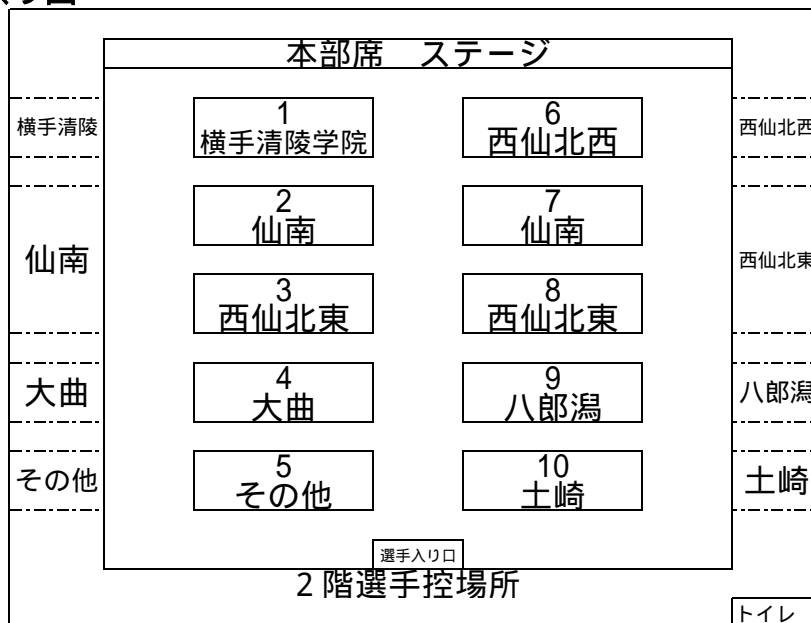 本部席　ステージ
横手清陵
1
横手清陵学院
6
西仙北西
西仙北西
仙南
2
仙南
7
仙南
3
西仙北東
8
西仙北東
西仙北東
大曲
4
大曲
9
八郎潟
八郎潟
その他
5
その他
10
土崎
土崎
選手入り口
2階選手控場所
トイレ